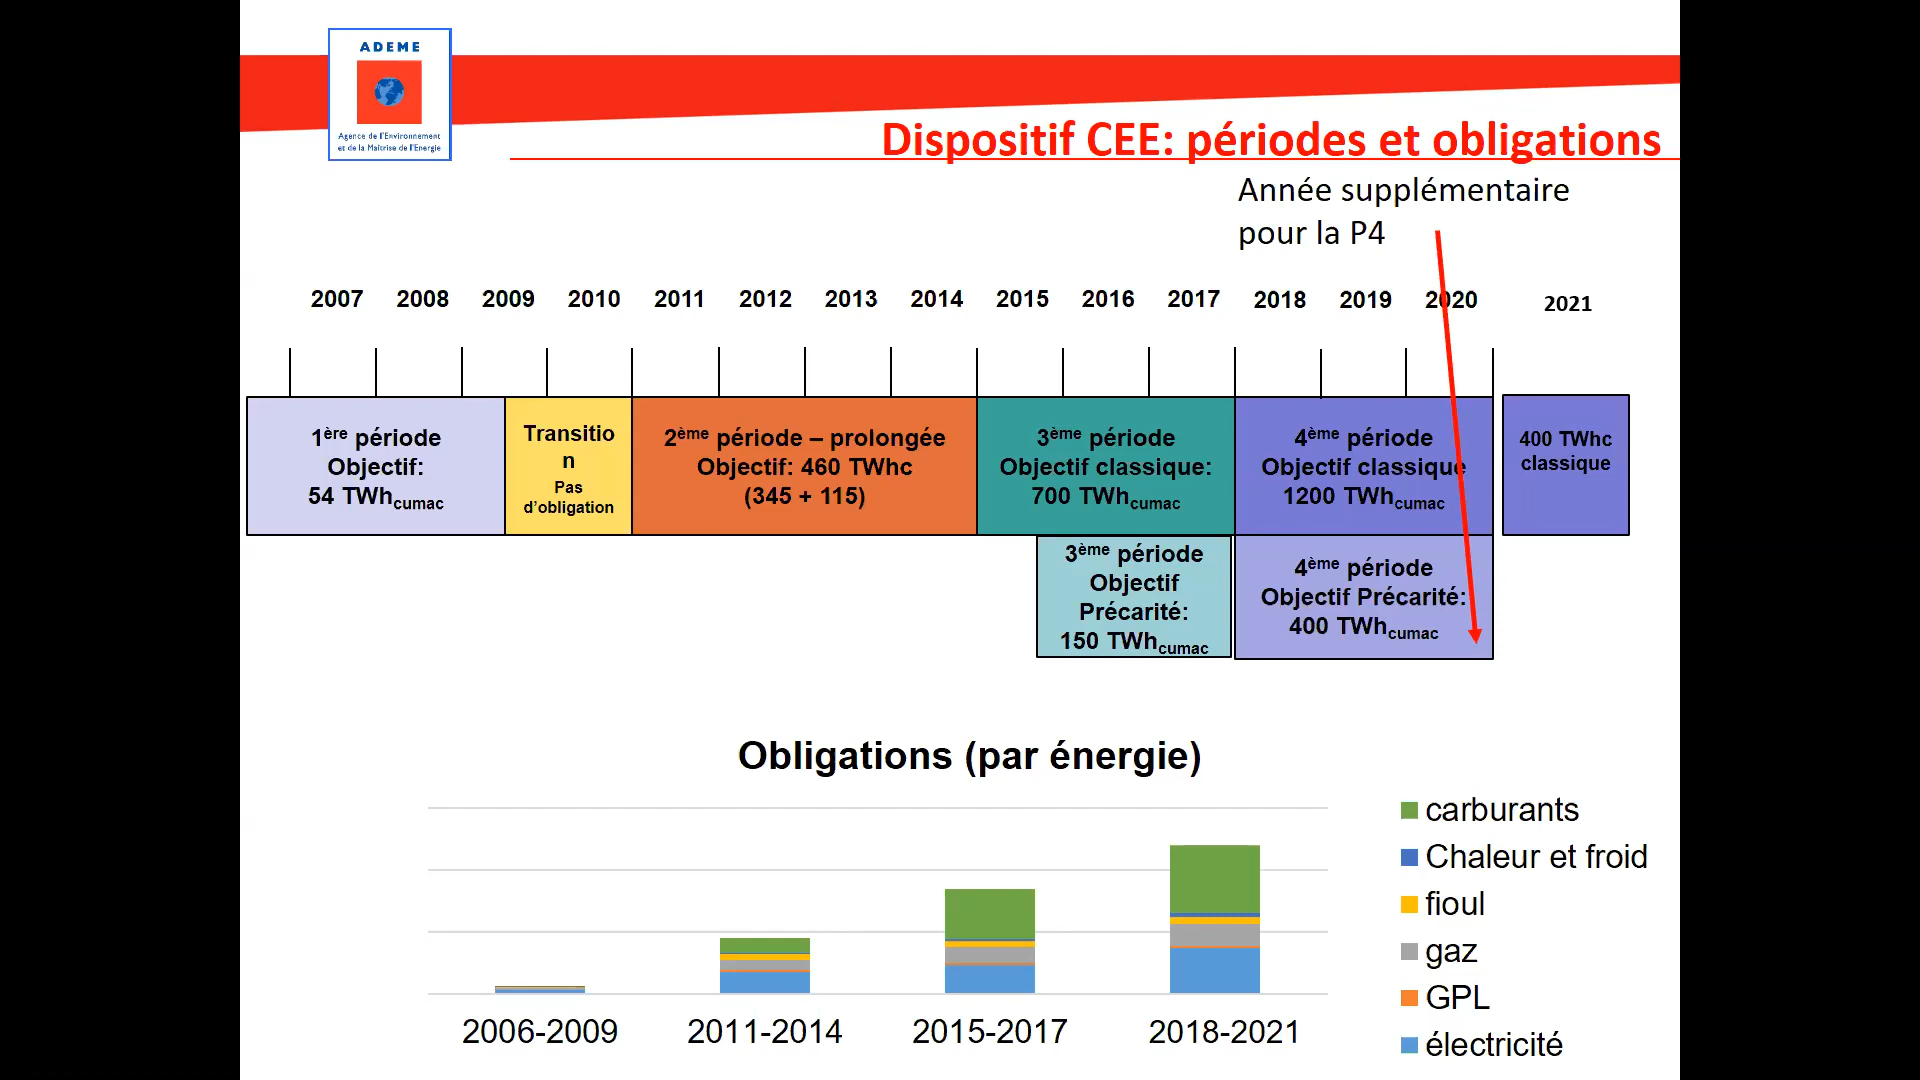 ADEME
Agence de l'Environnement
et de la Maîtrise de l'Energie
Dispositif CEE: périodes et obligations
Année supplémentaire
pour la P4
2007 2008 2009 2010 2011 2012 2013 2014 2015 2016 2017 2018 2019 2020 2021
1ère période
Objectif:
54 TWhcumac
Transitio
n
Pas
d'obligation
2ème période – prolongée
Objectif: 460 TWhc
(345 + 115)
3ème période
Objectif classique:
700 TWhcumac
4ème période
Objectif classique
1200 TWhcumac
400 TWhc
classique
3ème période
Objectif
Précarité:
150 TWhcumac
4ème période
Objectif Précarité:
400 TWhcumac
Obligations (par énergie)
carburants
Chaleur et froid
fioul
gaz
GPL
électricité
2006-2009 2011-2014 2015-2017 2018-2021